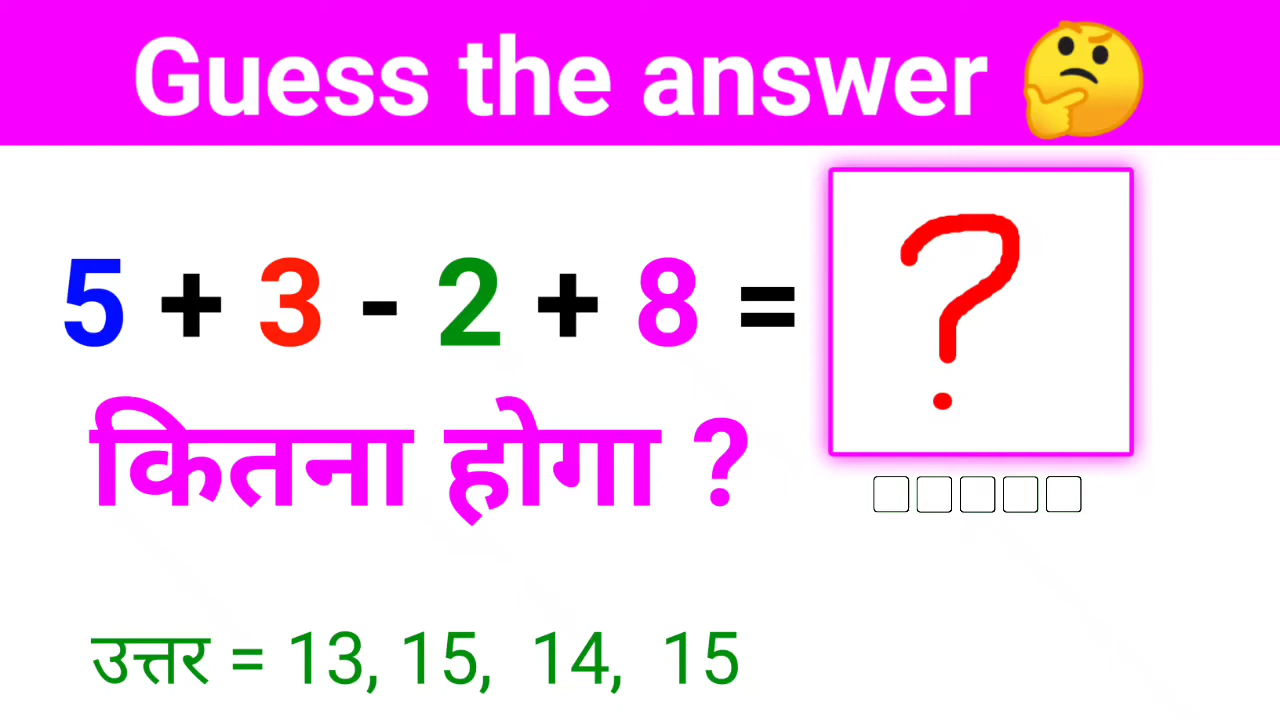 Guess the answer 🤔
5 + 3 - 2 + 8 = ?
कितना होगा ?
उत्तर = 13, 15, 14, 15